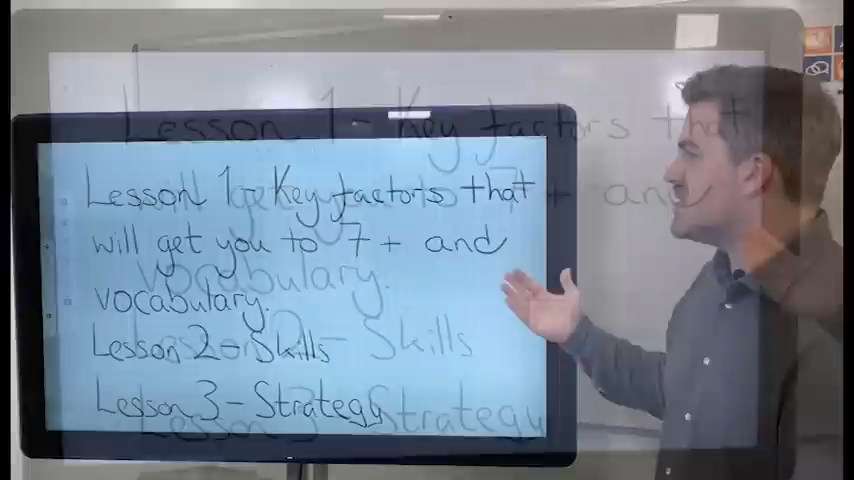 Lesson 1 - Key factors that
will get you to 7 + and
vocabulary.
Lesson 2 - Skills
Lesson 3 - Strategy